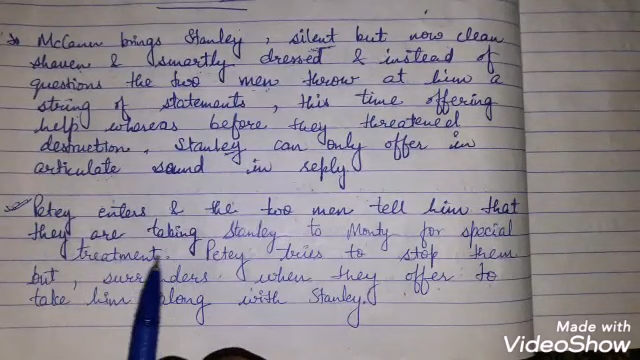 McCann brings Stanley, silent but now clean
shaven & smartly dressed & instead of
questions the two men throw at him a
string of statements, this time offering
help whereas before they threatened
destruction. Stanley can only offer in
articulate sound in reply
Petey enters & the two men tell him that
they are taking Stanley to Monty for special
treatment. Petey tries to stop them
but, surrenders when they offer to
take him along with Stanley.
Made with
VideoShow